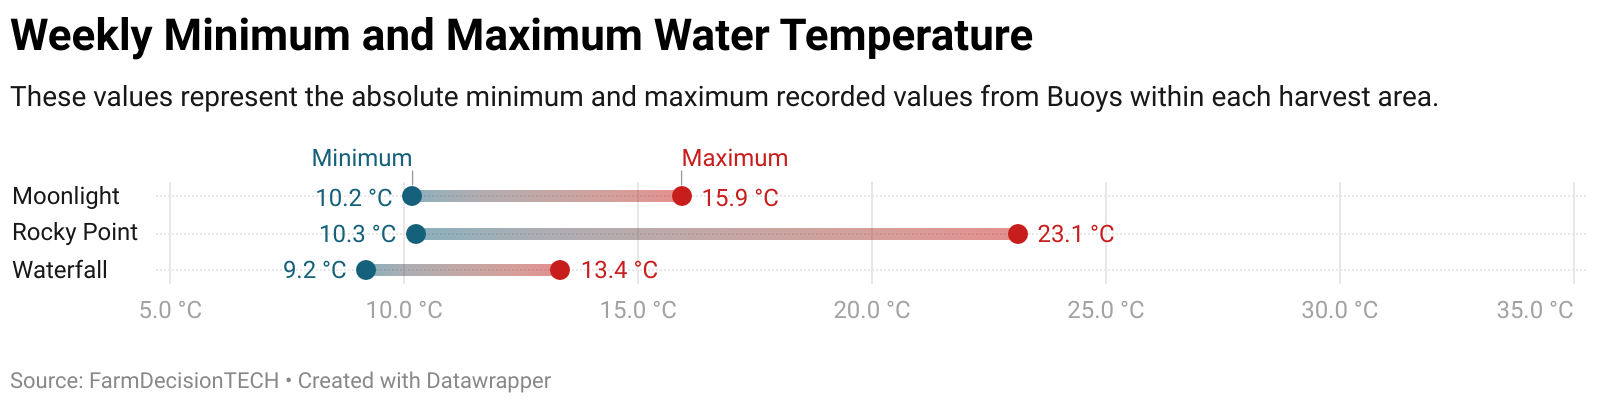 Weekly Minimum and Maximum Water Temperature
These values represent the absolute minimum and maximum recorded values from Buoys within each harvest area.
Minimum Maximum
Moonlight 10.2 °C 15.9 °C
Rocky Point 10.3 °C 23.1 °C
Waterfall 9.2 °C 13.4 °C
5.0 °C 10.0 °C 15.0 °C 20.0 °C 25.0 °C 30.0 °C 35.0 °C
Source: FarmDecisionTECH • Created with Datawrapper